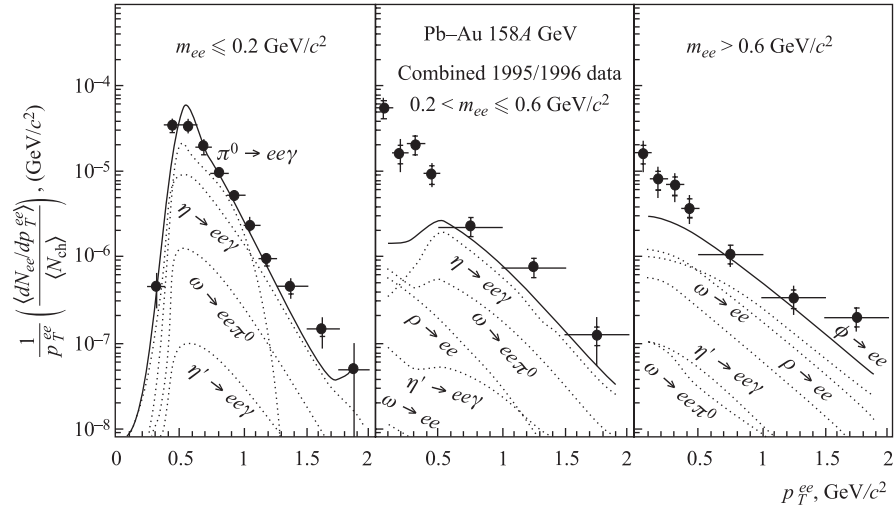 m_ee ⩽ 0.2 GeV/c²
Pb–Au 158A GeV
Combined 1995/1996 data
0.2 < m_ee ⩽ 0.6 GeV/c²
m_ee > 0.6 GeV/c²
1/p_T^ee (⟨dN_ee/dp_T^ee⟩/⟨N_ch⟩), (GeV/c²)
10⁻⁴
10⁻⁵
10⁻⁶
10⁻⁷
10⁻⁸
π⁰ → eeγ
η → eeγ
ω → eeπ⁰
η′ → eeγ
η → eeγ
ω → eeπ⁰
ρ → ee
η′ → eeγ
ω → ee
ω → ee
ϕ → ee
ρ → ee
η′ → eeγ
ω → eeπ⁰
0 0.5 1 1.5 2 0 0.5 1 1.5 2 0 0.5 1 1.5 2
p_T^ee, GeV/c²